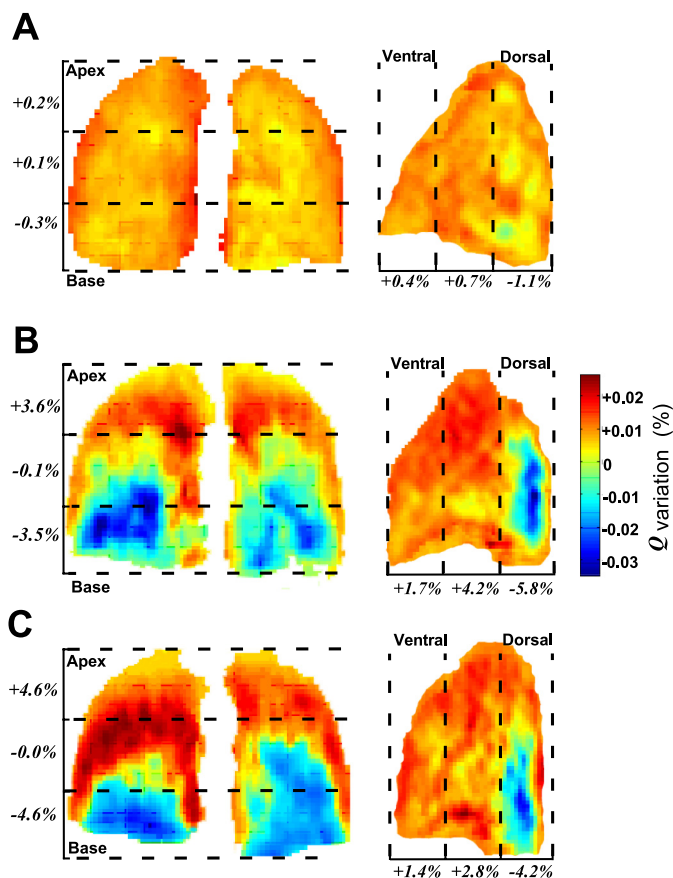 A
Apex
+0.2%
+0.1%
-0.3%
Base
Ventral Dorsal
+0.4% +0.7% -1.1%
B
Apex
+3.6%
-0.1%
-3.5%
Base
Ventral Dorsal
+1.7% +4.2% -5.8%
+0.02
+0.01
0
-0.01
-0.02
-0.03
Q variation (%)
C
Apex
+4.6%
-0.0%
-4.6%
Base
Ventral Dorsal
+1.4% +2.8% -4.2%